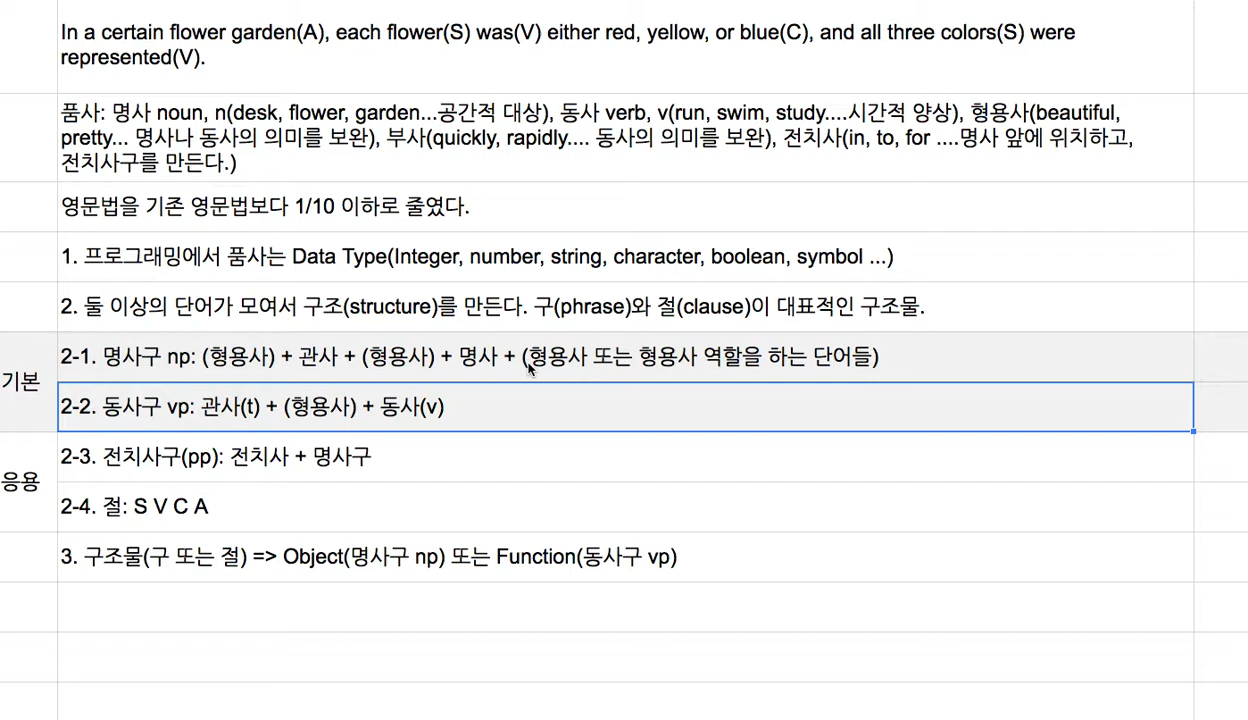 In a certain flower garden(A), each flower(S) was(V) either red, yellow, or blue(C), and all three colors(S) were
represented(V).
품사: 명사 noun, n(desk, flower, garden...공간적 대상), 동사 verb, v(run, swim, study....시간적 양상), 형용사(beautiful,
pretty... 명사나 동사의 의미를 보완), 부사(quickly, rapidly.... 동사의 의미를 보완), 전치사(in, to, for ....명사 앞에 위치하고,
전치사구를 만든다.)
영문법을 기존 영문법보다 1/10 이하로 줄였다.
1. 프로그래밍에서 품사는 Data Type(Integer, number, string, character, boolean, symbol ...)
2. 둘 이상의 단어가 모여서 구조(structure)를 만든다. 구(phrase)와 절(clause)이 대표적인 구조물.
기본
2-1. 명사구 np: (형용사) + 관사 + (형용사) + 명사 + (형용사 또는 형용사 역할을 하는 단어들)
2-2. 동사구 vp: 관사(t) + (형용사) + 동사(v)
응용
2-3. 전치사구(pp): 전치사 + 명사구
2-4. 절: S V C A
3. 구조물(구 또는 절) => Object(명사구 np) 또는 Function(동사구 vp)